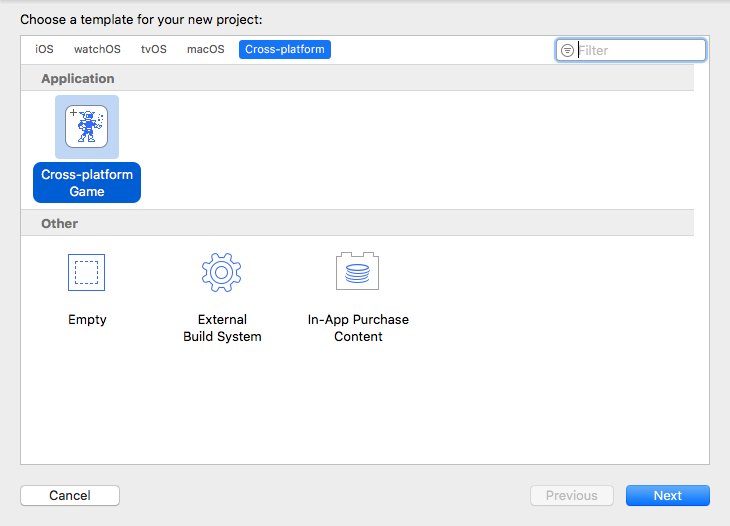 Choose a template for your new project:
iOS watchOS tvOS macOS Cross-platform
Filter
Application
Cross-platform
Game
Other
Empty
External
Build System
In-App Purchase
Content
Cancel
Previous
Next